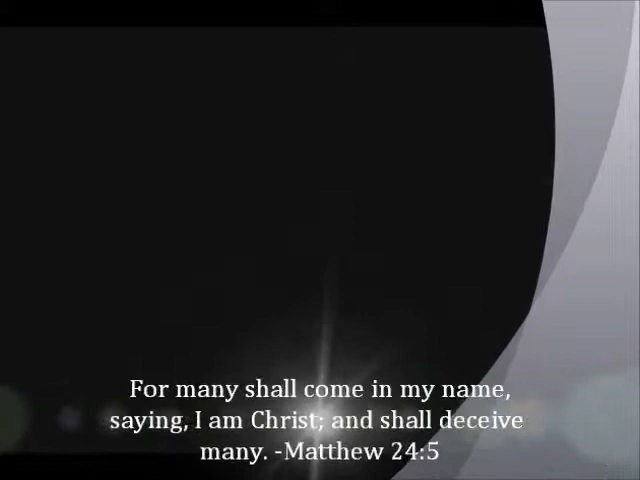 For many shall come in my name,
saying, I am Christ; and shall deceive
many. -Matthew 24:5